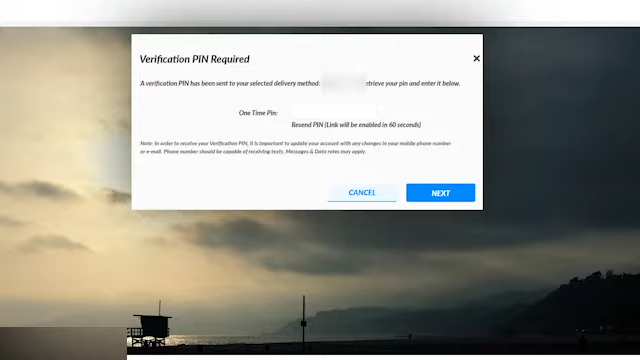 Verification PIN Required
A verification PIN has been sent to your selected delivery method: etrieve your pin and enter it below.
One Time Pin:
Resend PIN (Link will be enabled in 60 seconds)
Note: In order to receive your Verification PIN, it is important to update your account with any changes in your mobile phone number
or e-mail. Phone number should be capable of receiving texts. Messages & Data rates may apply.
CANCEL
NEXT